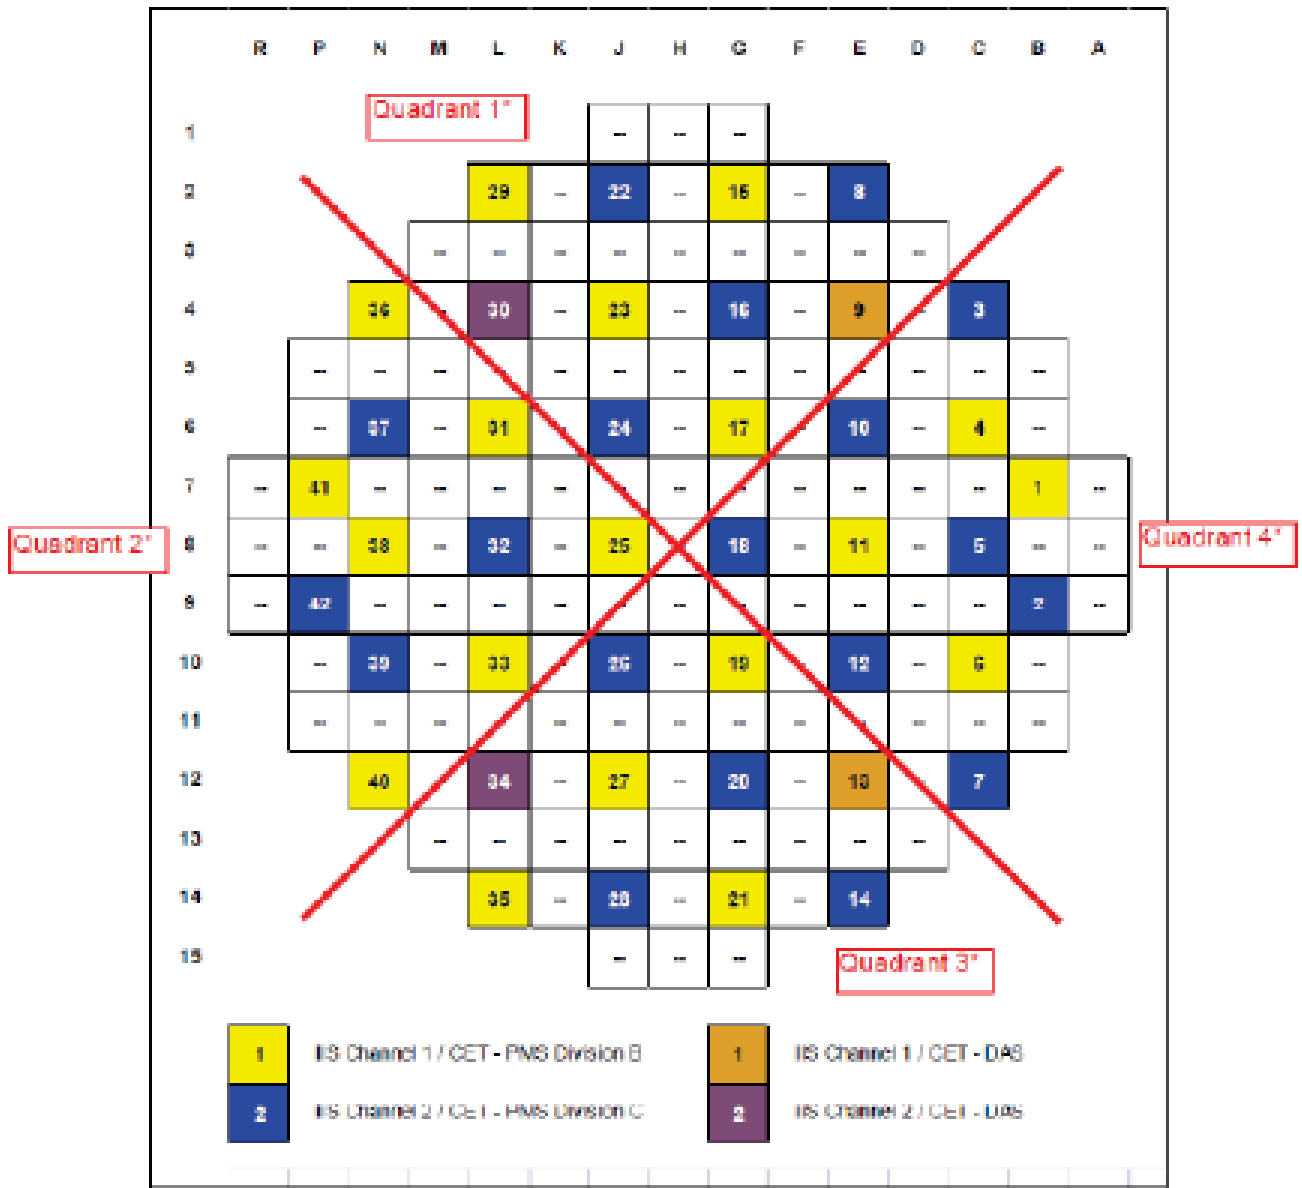 R P N M L K J H G F E D C B A
Quadrant 1*
1 -- -- --
2 29 -- 22 -- 15 -- 8
3 -- -- -- -- -- -- -- -- --
4 36 -- 30 -- 23 -- 16 -- 9 -- 3
5 -- -- -- -- -- -- -- -- -- -- -- -- --
6 -- 37 -- 31 -- 24 -- 17 -- 10 -- 4 --
7 -- 41 -- -- -- -- -- -- -- -- -- -- -- 1 --
Quadrant 2* Quadrant 4*
8 -- -- 38 -- 32 -- 25 18 -- 11 -- 5 -- --
9 -- 42 -- -- -- -- -- -- -- -- -- -- -- 2 --
10 -- 39 -- 33 -- 26 -- 19 -- 12 -- 6 --
11 -- -- -- -- -- -- -- -- -- -- -- -- --
12 40 -- 34 -- 27 -- 20 -- 13 -- 7
13 -- -- -- -- -- -- -- -- --
14 35 -- 28 -- 21 -- 14
15 -- -- --
Quadrant 3*
1 IIS Channel 1 / CET - PMS Division B
1 IIS Channel 1 / CET - DAS
2 IIS Channel 2 / CET - PMS Division C
2 IIS Channel 2 / CET - DAS